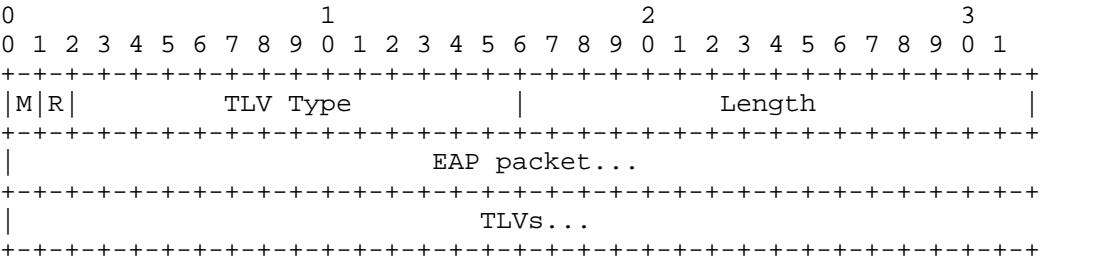 0                   1                   2                   3
0 1 2 3 4 5 6 7 8 9 0 1 2 3 4 5 6 7 8 9 0 1 2 3 4 5 6 7 8 9 0 1
+-+-+-+-+-+-+-+-+-+-+-+-+-+-+-+-+-+-+-+-+-+-+-+-+-+-+-+-+-+-+-+-+
|M|R|         TLV Type          |            Length             |
+-+-+-+-+-+-+-+-+-+-+-+-+-+-+-+-+-+-+-+-+-+-+-+-+-+-+-+-+-+-+-+-+
|                          EAP packet...
+-+-+-+-+-+-+-+-+-+-+-+-+-+-+-+-+-+-+-+-+-+-+-+-+-+-+-+-+-+-+-+-+
|                             TLVs...
+-+-+-+-+-+-+-+-+-+-+-+-+-+-+-+-+-+-+-+-+-+-+-+-+-+-+-+-+-+-+-+-+